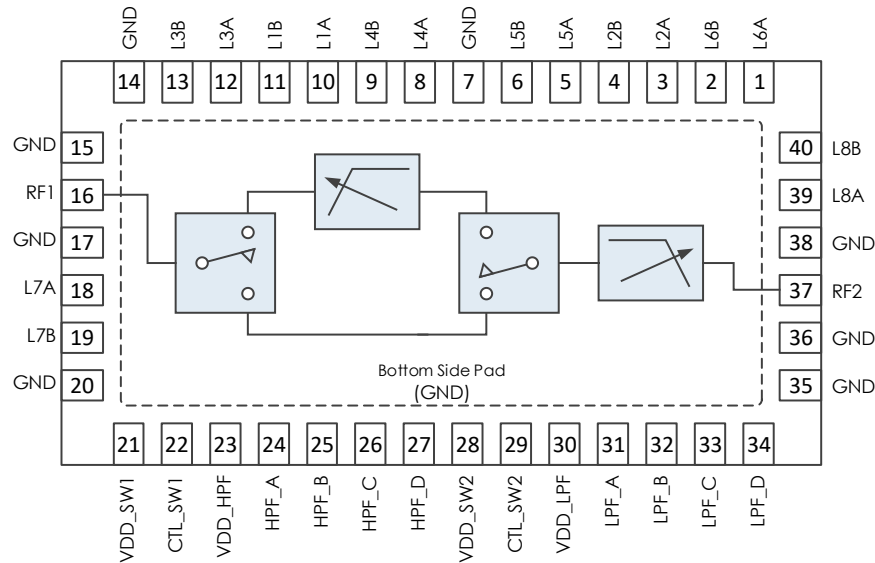 GND L3B L3A L1B L1A L4B L4A GND L5B L5A L2B L2A L6B L6A
14 13 12 11 10 9 8 7 6 5 4 3 2 1
GND 15
RF1 16
GND 17
L7A 18
L7B 19
GND 20
40 L8B
39 L8A
38 GND
37 RF2
36 GND
35 GND
Bottom Side Pad
(GND)
21 22 23 24 25 26 27 28 29 30 31 32 33 34
VDD_SW1 CTL_SW1 VDD_HPF HPF_A HPF_B HPF_C HPF_D VDD_SW2 CTL_SW2 VDD_LPF LPF_A LPF_B LPF_C LPF_D